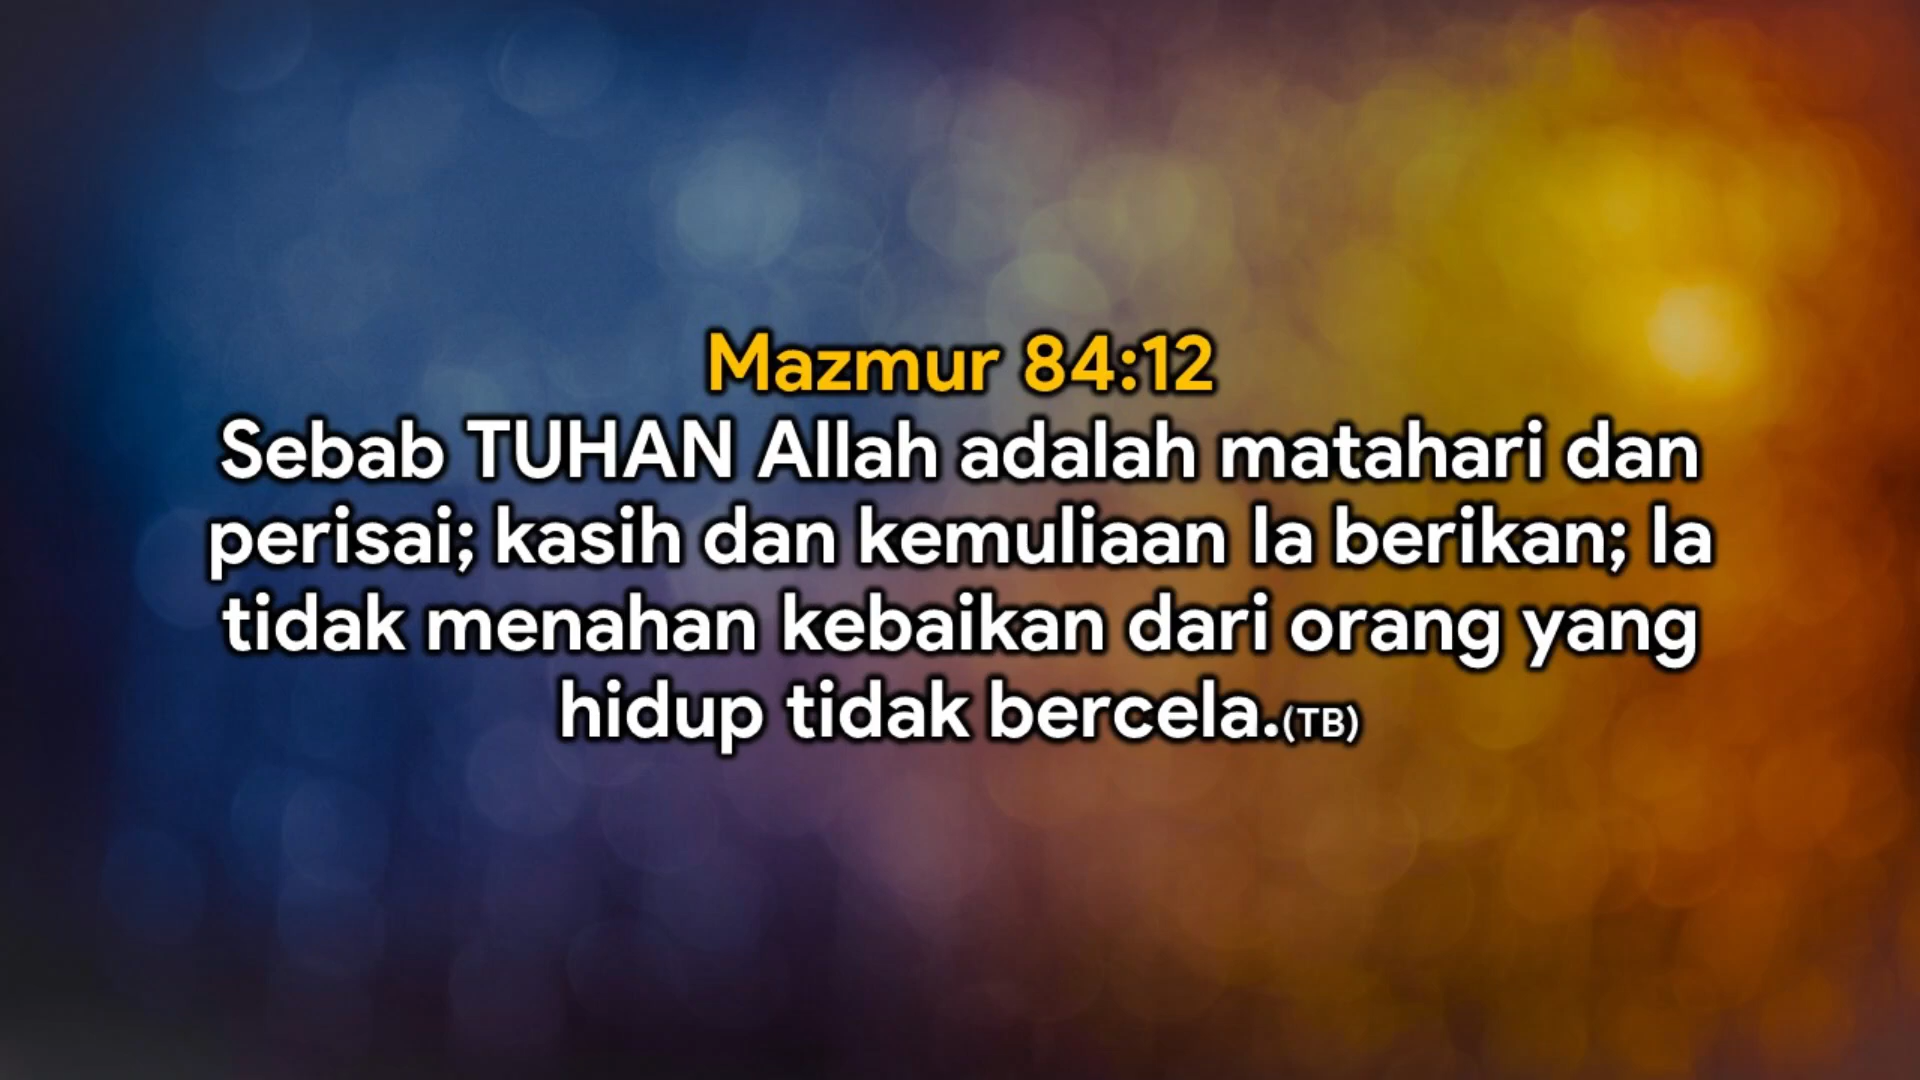 Mazmur 84:12
Sebab TUHAN Allah adalah matahari dan
perisai; kasih dan kemuliaan Ia berikan; Ia
tidak menahan kebaikan dari orang yang
hidup tidak bercela.(TB)